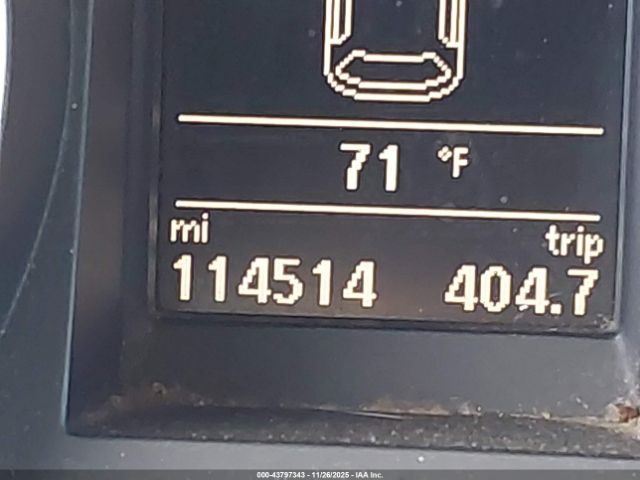 71 °F
mi trip
114514 404.7
000-43797343 - 11/26/2025 - IAA Inc.